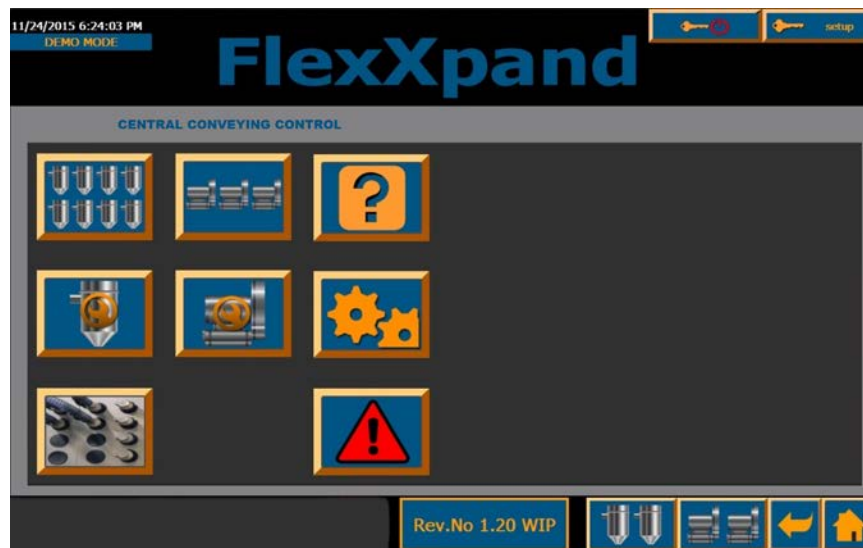 11/24/2015 6:24:03 PM
DEMO MODE
FlexXpand
setup
CENTRAL CONVEYING CONTROL
?
!
Rev.No 1.20 WIP